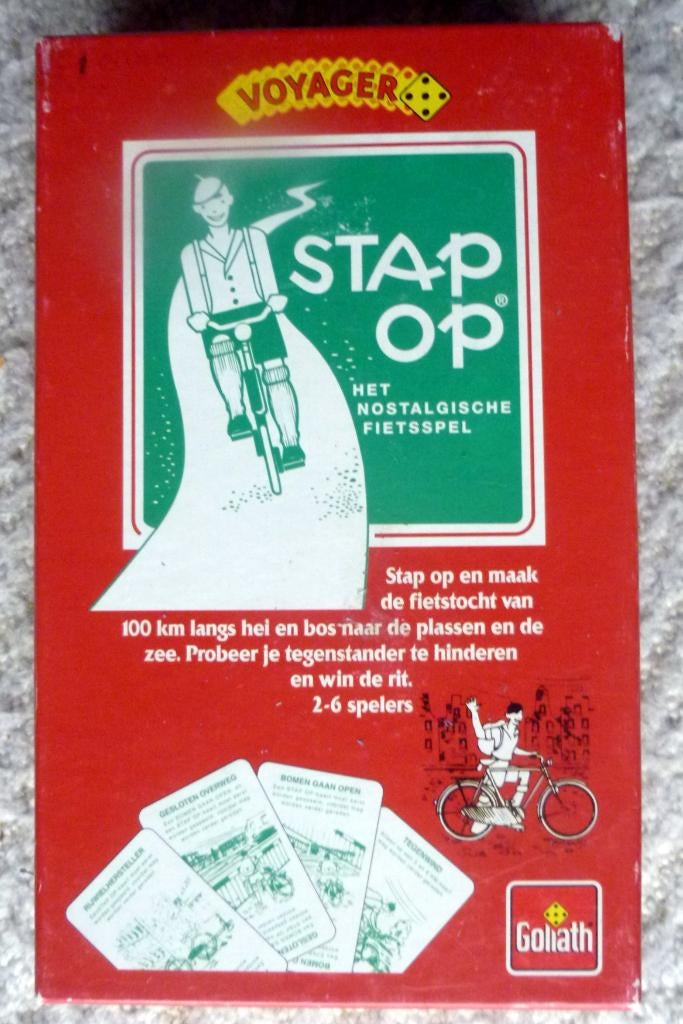 VOYAGER
STAP
OP®
HET
NOSTALGISCHE
FIETSSPEL
Stap op en maak
de fietstocht van
100 km langs hei en bos naar de plassen en de
zee. Probeer je tegenstander te hinderen
en win de rit.
2-6 spelers
BOMEN GAAN OPEN
GESLOTEN OVERWEG
TEGENWIND!
GESLOTEN
BOMEN
Goliath